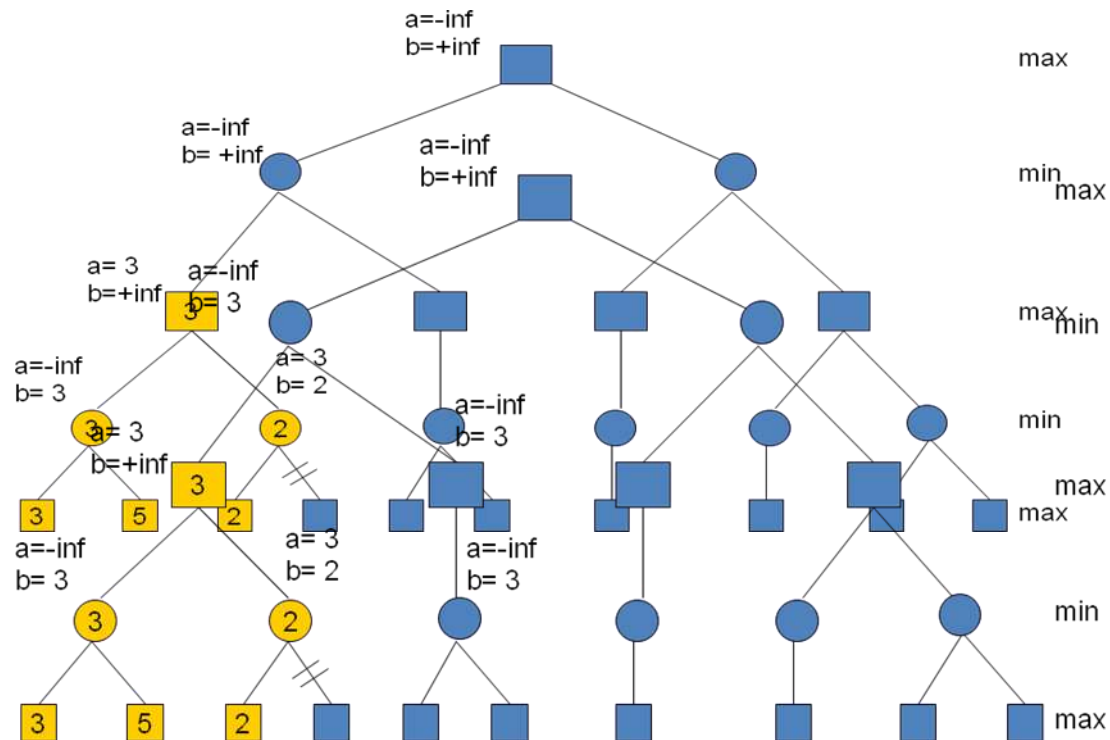 a=-inf
b=+inf
max
a=-inf
b= +inf
a=-inf
b=+inf
min
max
a= 3
b=+inf
a=-inf
b= 3
3
max
min
a= 3
b= 2
a=-inf
b= 3
3
2
a=-inf
b= 3
min
a= 3
b=+inf
3
max
3
5
2
max
a=-inf
b= 3
a= 3
b= 2
a=-inf
b= 3
3
2
min
3
5
2
max